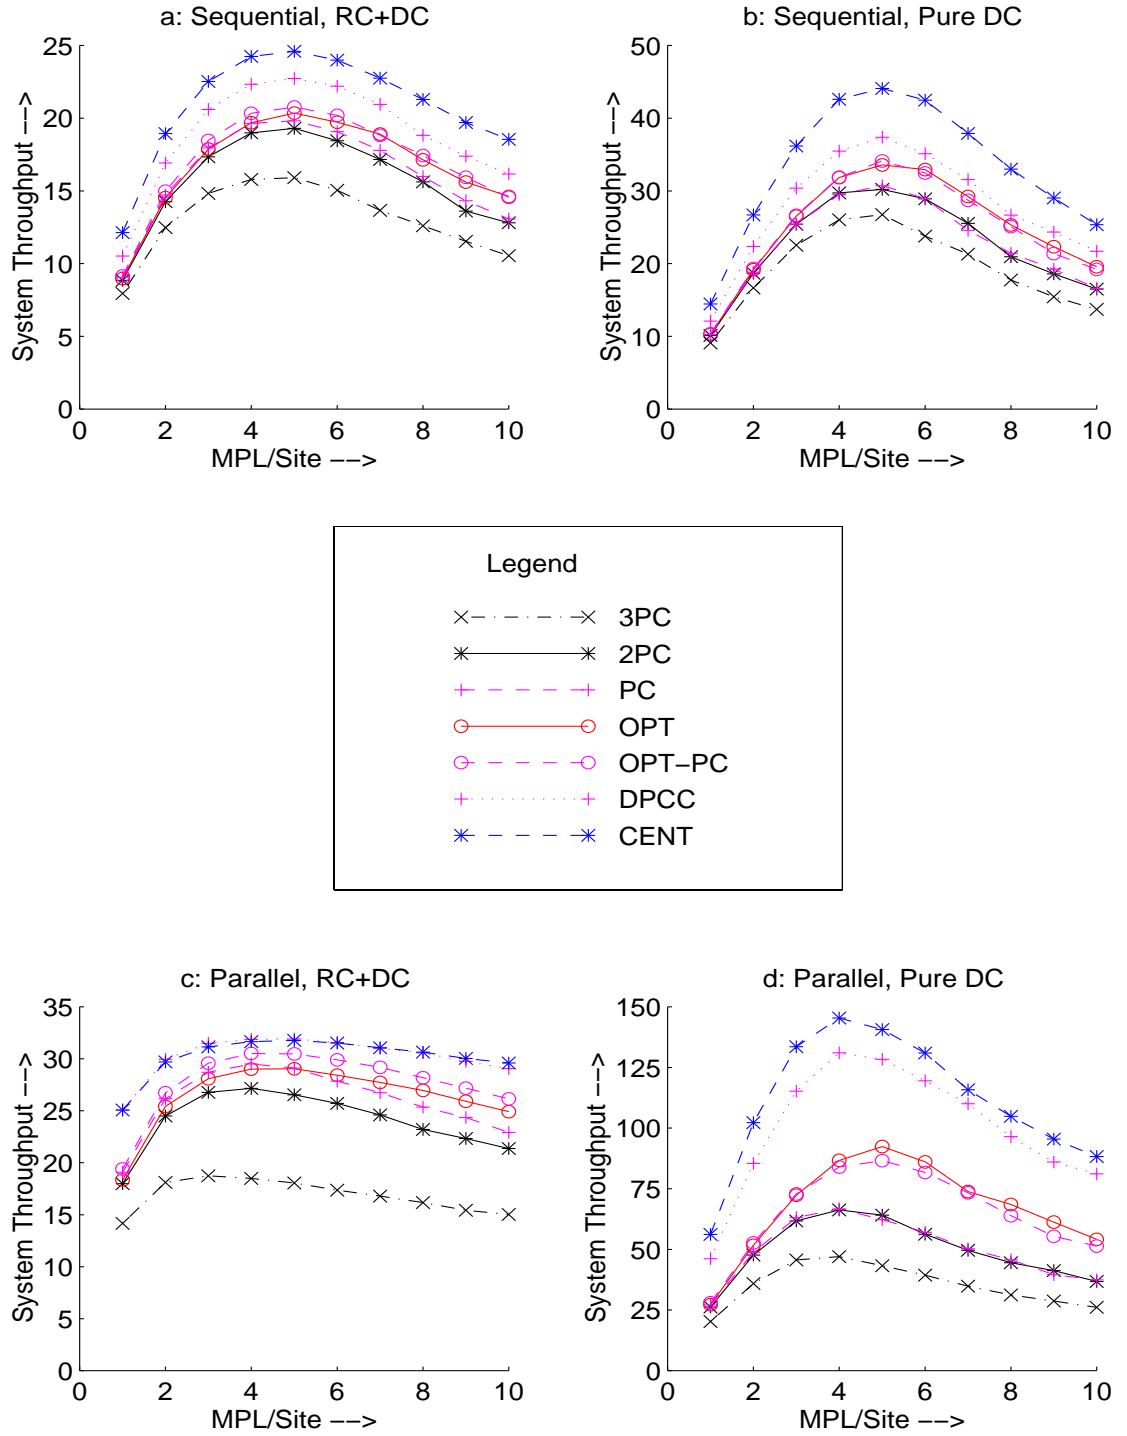 a: Sequential, RC+DC
System Throughput −−>
25
20
15
10
5
0
0 2 4 6 8 10
MPL/Site −−>
b: Sequential, Pure DC
System Throughput −−>
50
40
30
20
10
0
0 2 4 6 8 10
MPL/Site −−>
Legend
3PC
2PC
PC
OPT
OPT−PC
DPCC
CENT
c: Parallel, RC+DC
System Throughput −−>
35
30
25
20
15
10
5
0
0 2 4 6 8 10
MPL/Site −−>
d: Parallel, Pure DC
System Throughput −−>
150
125
100
75
50
25
0
0 2 4 6 8 10
MPL/Site −−>